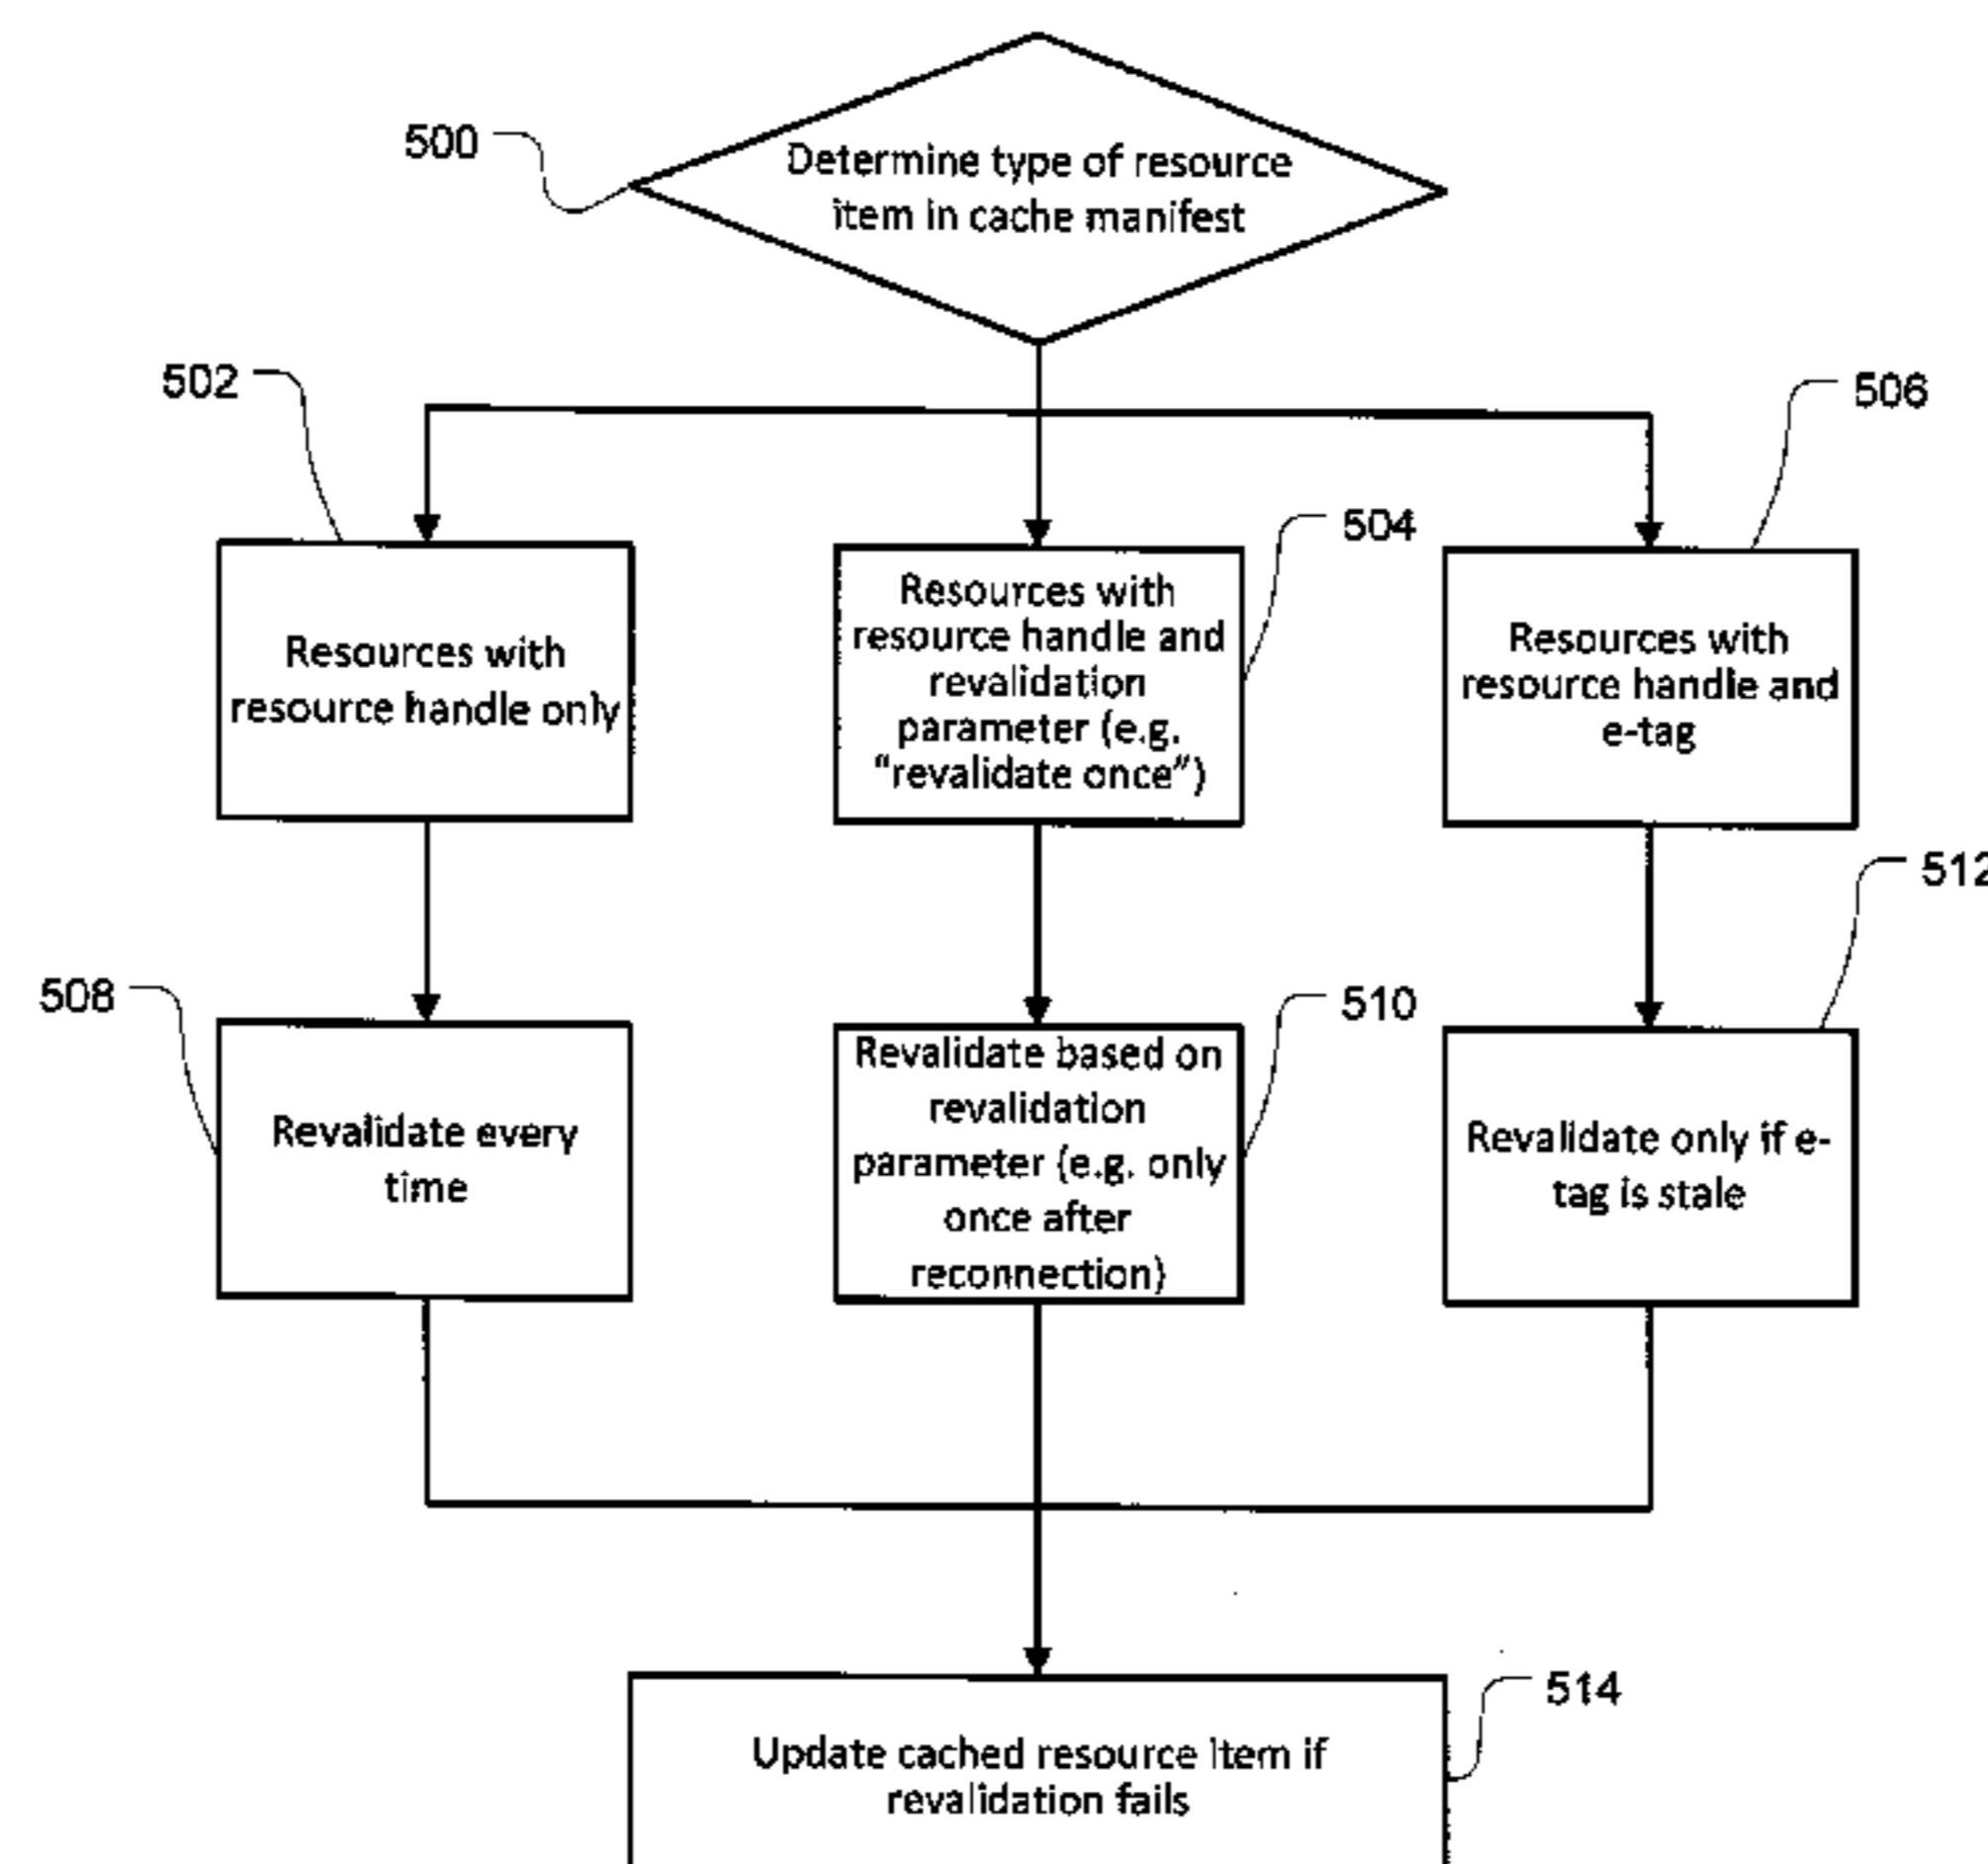 500
Determine type of resource
item in cache manifest
502
506
504
Resources with
resource handle only
Resources with
resource handle and
revalidation
parameter (e.g.
“revalidate once”)
Resources with
resource handle and
e-tag
512
508
510
Revalidate every
time
Revalidate based on
revalidation
parameter (e.g. only
once after
reconnection)
Revalidate only if e-
tag is stale
514
Update cached resource item if
revalidation fails